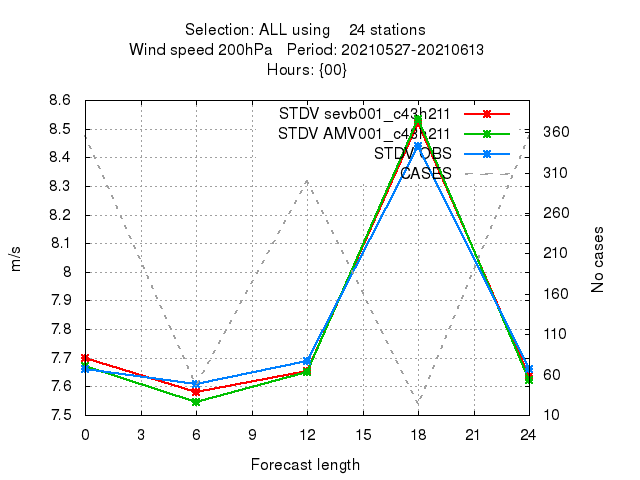 Selection: ALL using 24 stations
Wind speed 200hPa Period: 20210527-20210613
Hours: {00}
STDV sevb001_c43h211
STDV AMV001_c43h211
STDV OBS
CASES
8.6
8.5
8.4
8.3
8.2
8.1
8
7.9
7.8
7.7
7.6
7.5
m/s
360
310
260
210
160
110
60
10
No cases
0 3 6 9 12 15 18 21 24
Forecast length